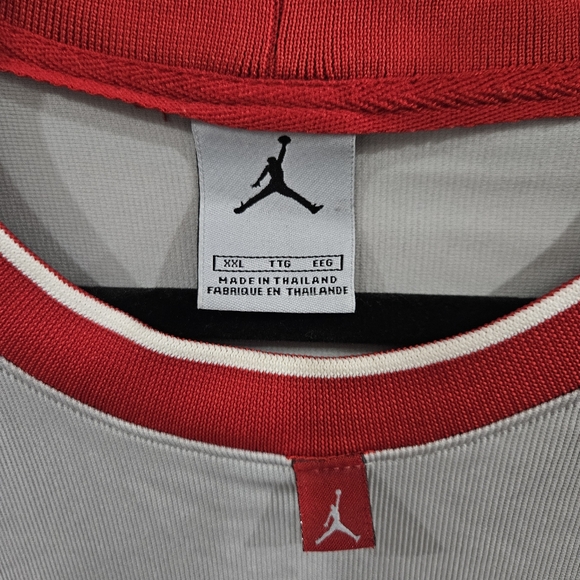 XXL TTG EEG
MADE IN THAILAND
FABRIQUE EN THAILANDE